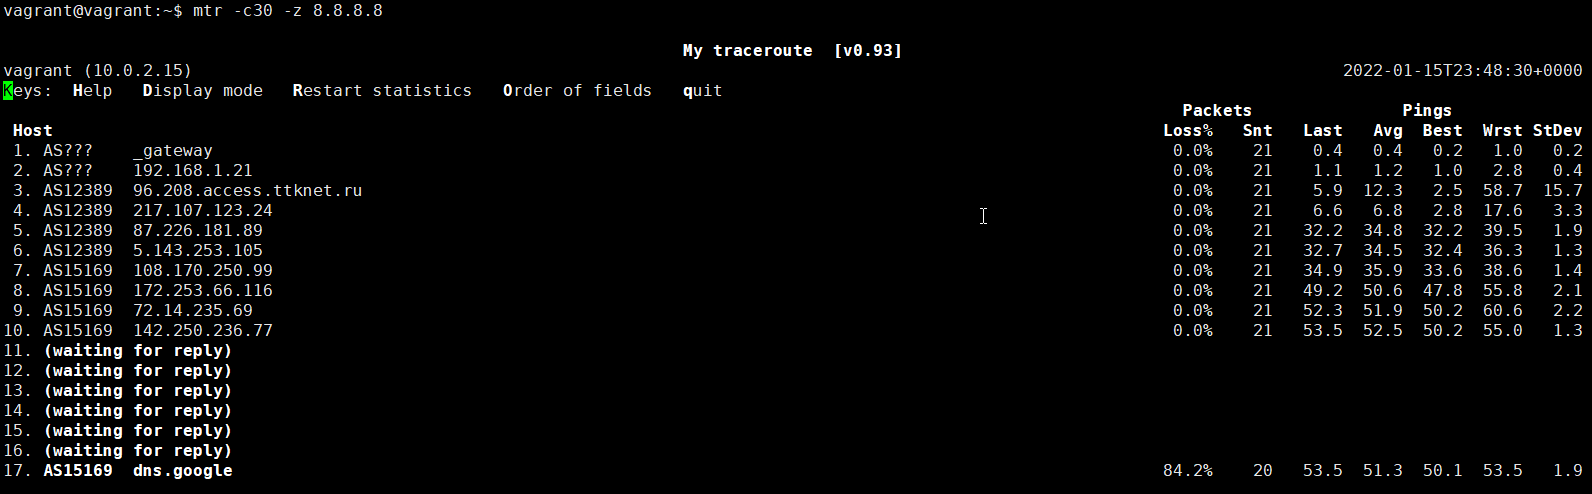 vagrant@vagrant:~$ mtr -c30 -z 8.8.8.8
My traceroute [v0.93]
vagrant (10.0.2.15) 2022-01-15T23:48:30+0000
Keys: Help Display mode Restart statistics Order of fields quit
Packets Pings
Host Loss% Snt Last Avg Best Wrst StDev
1. AS??? _gateway 0.0% 21 0.4 0.4 0.2 1.0 0.2
2. AS??? 192.168.1.21 0.0% 21 1.1 1.2 1.0 2.8 0.4
3. AS12389 96.208.access.ttknet.ru 0.0% 21 5.9 12.3 2.5 58.7 15.7
4. AS12389 217.107.123.24 0.0% 21 6.6 6.8 2.8 17.6 3.3
5. AS12389 87.226.181.89 0.0% 21 32.2 34.8 32.2 39.5 1.9
6. AS12389 5.143.253.105 0.0% 21 32.7 34.5 32.4 36.3 1.3
7. AS15169 108.170.250.99 0.0% 21 34.9 35.9 33.6 38.6 1.4
8. AS15169 172.253.66.116 0.0% 21 49.2 50.6 47.8 55.8 2.1
9. AS15169 72.14.235.69 0.0% 21 52.3 51.9 50.2 60.6 2.2
10. AS15169 142.250.236.77 0.0% 21 53.5 52.5 50.2 55.0 1.3
11. (waiting for reply)
12. (waiting for reply)
13. (waiting for reply)
14. (waiting for reply)
15. (waiting for reply)
16. (waiting for reply)
17. AS15169 dns.google 84.2% 20 53.5 51.3 50.1 53.5 1.9